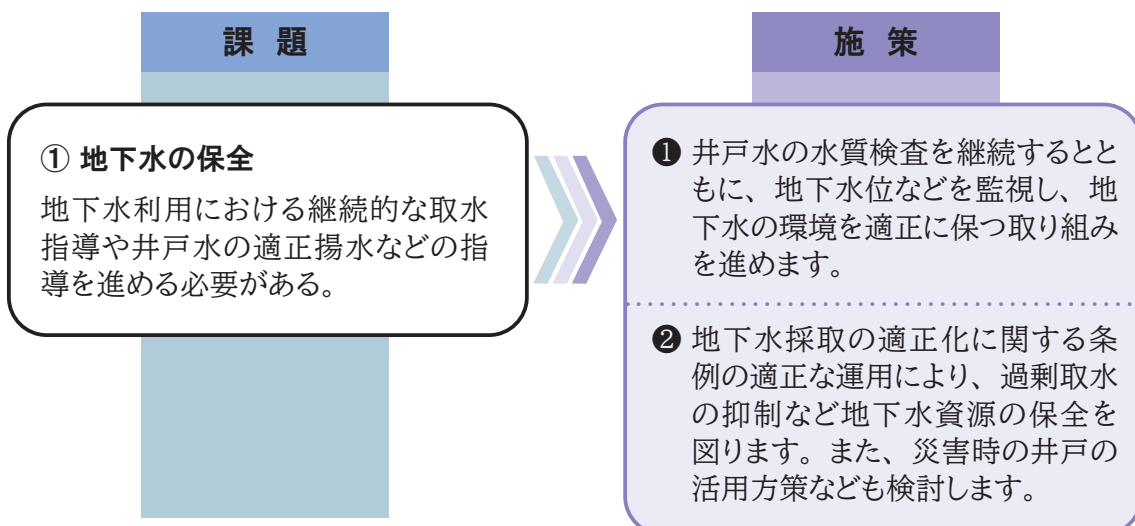 課題
① 地下水の保全
地下水利用における継続的な取水
指導や井戸水の適正揚水などの指
導を進める必要がある。
施策
❶ 井戸水の水質検査を継続するとと
もに、地下水位などを監視し、地
下水の環境を適正に保つ取り組み
を進めます。
❷ 地下水採取の適正化に関する条
例の適正な運用により、過剰取水
の抑制など地下水資源の保全を
図ります。また、災害時の井戸の
活用方策なども検討します。